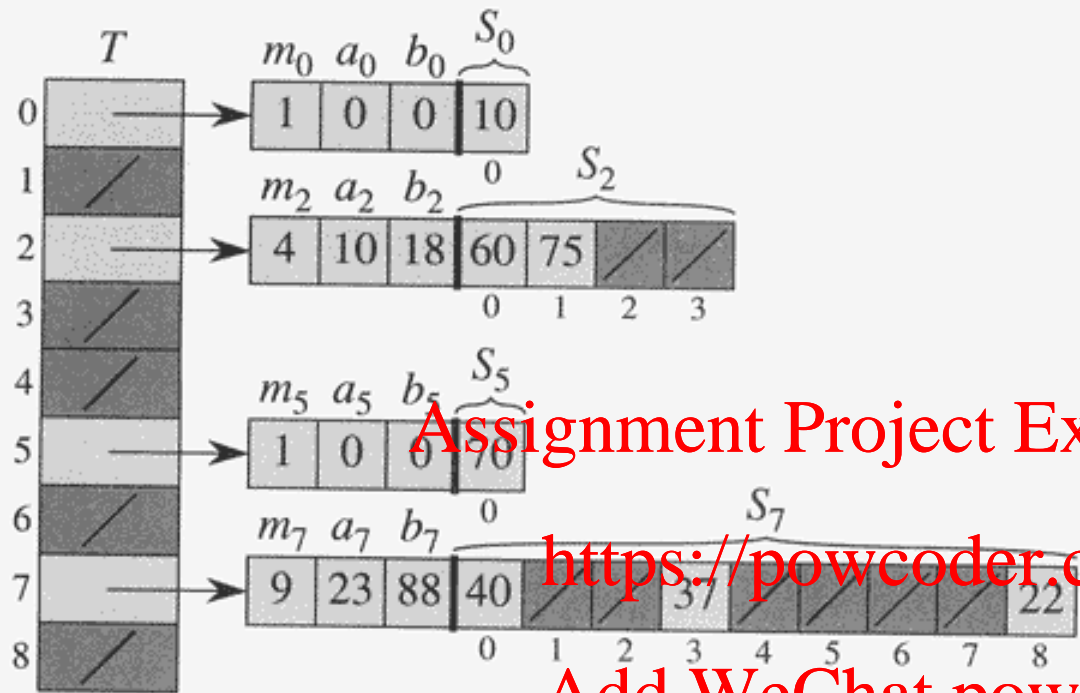 T
m0 a0 b0 S0
0 1 0 0 10
0
1
m2 a2 b2 S2
2 4 10 18 60 75
0 1 2 3
3
4
m5 a5 b5 S5
5 1 0 0 70
0
6
m7 a7 b7 S7
7 9 23 88 40 37 22
0 1 2 3 4 5 6 7 8
8
Assignment Project Ex
https://powcoder.c
Add WeChat pow